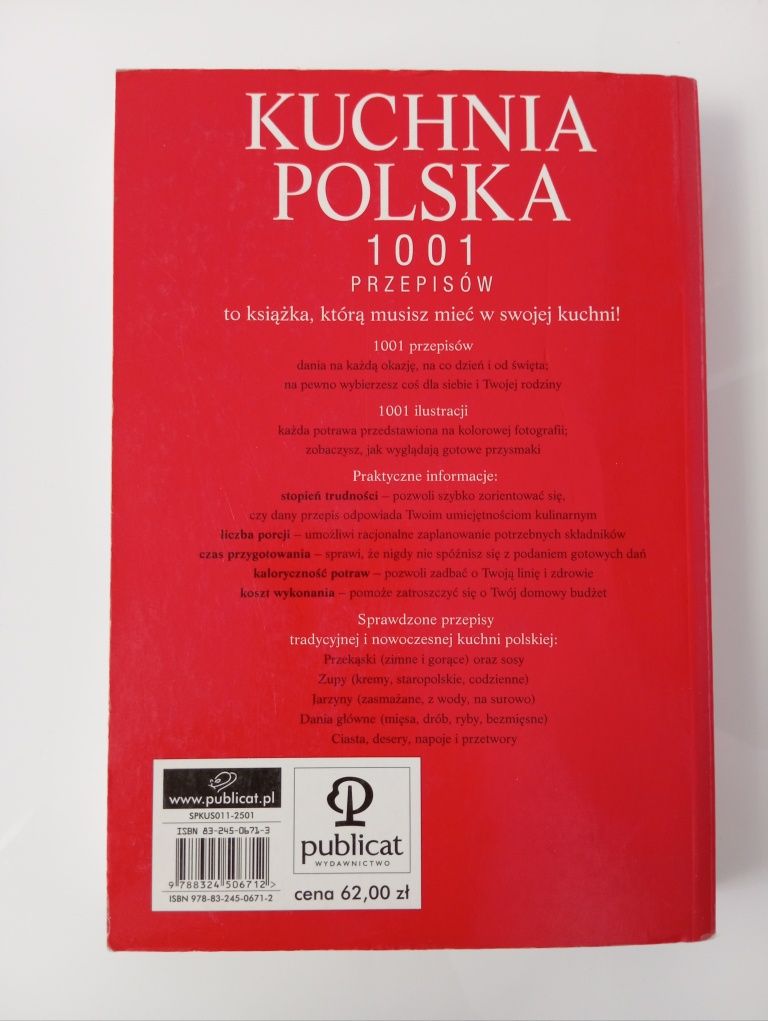 KUCHNIA
POLSKA
1001
PRZEPISÓW
to książka, którą musisz mieć w swojej kuchni!
1001 przepisów
dania na każdą okazję, na co dzień i od święta;
na pewno wybierzesz coś dla siebie i Twojej rodziny
1001 ilustracji
każda potrawa przedstawiona na kolorowej fotografii;
zobaczysz, jak wyglądają gotowe przysmaki
Praktyczne informacje:
stopień trudności – pozwoli szybko zorientować się,
czy dany przepis odpowiada Twoim umiejętnościom kulinarnym
liczba porcji – umożliwi racjonalne zaplanowanie potrzebnych składników
czas przygotowania – sprawi, że nigdy nie spóźnisz się z podaniem gotowych dań
kaloryczność potraw – pozwoli zadbać o Twoją linię i zdrowie
koszt wykonania – pomoże zatroszczyć się o Twój domowy budżet
Sprawdzone przepisy
tradycyjnej i nowoczesnej kuchni polskiej:
Przekąski (zimne i gorące) oraz sosy
Zupy (kremy, staropolskie, codzienne)
Jarzyny (zasmażane, z wody, na surowo)
Dania główne (mięsa, drób, ryby, bezmięsne)
Ciasta, desery, napoje i przetwory
www.publicat.pl
SPKUS011-2501
ISBN 83-245-0671-3
9 788324 506712 >
ISBN 978-83-245-0671-2
publicat
WYDAWNICTWO
cena 62,00 zł